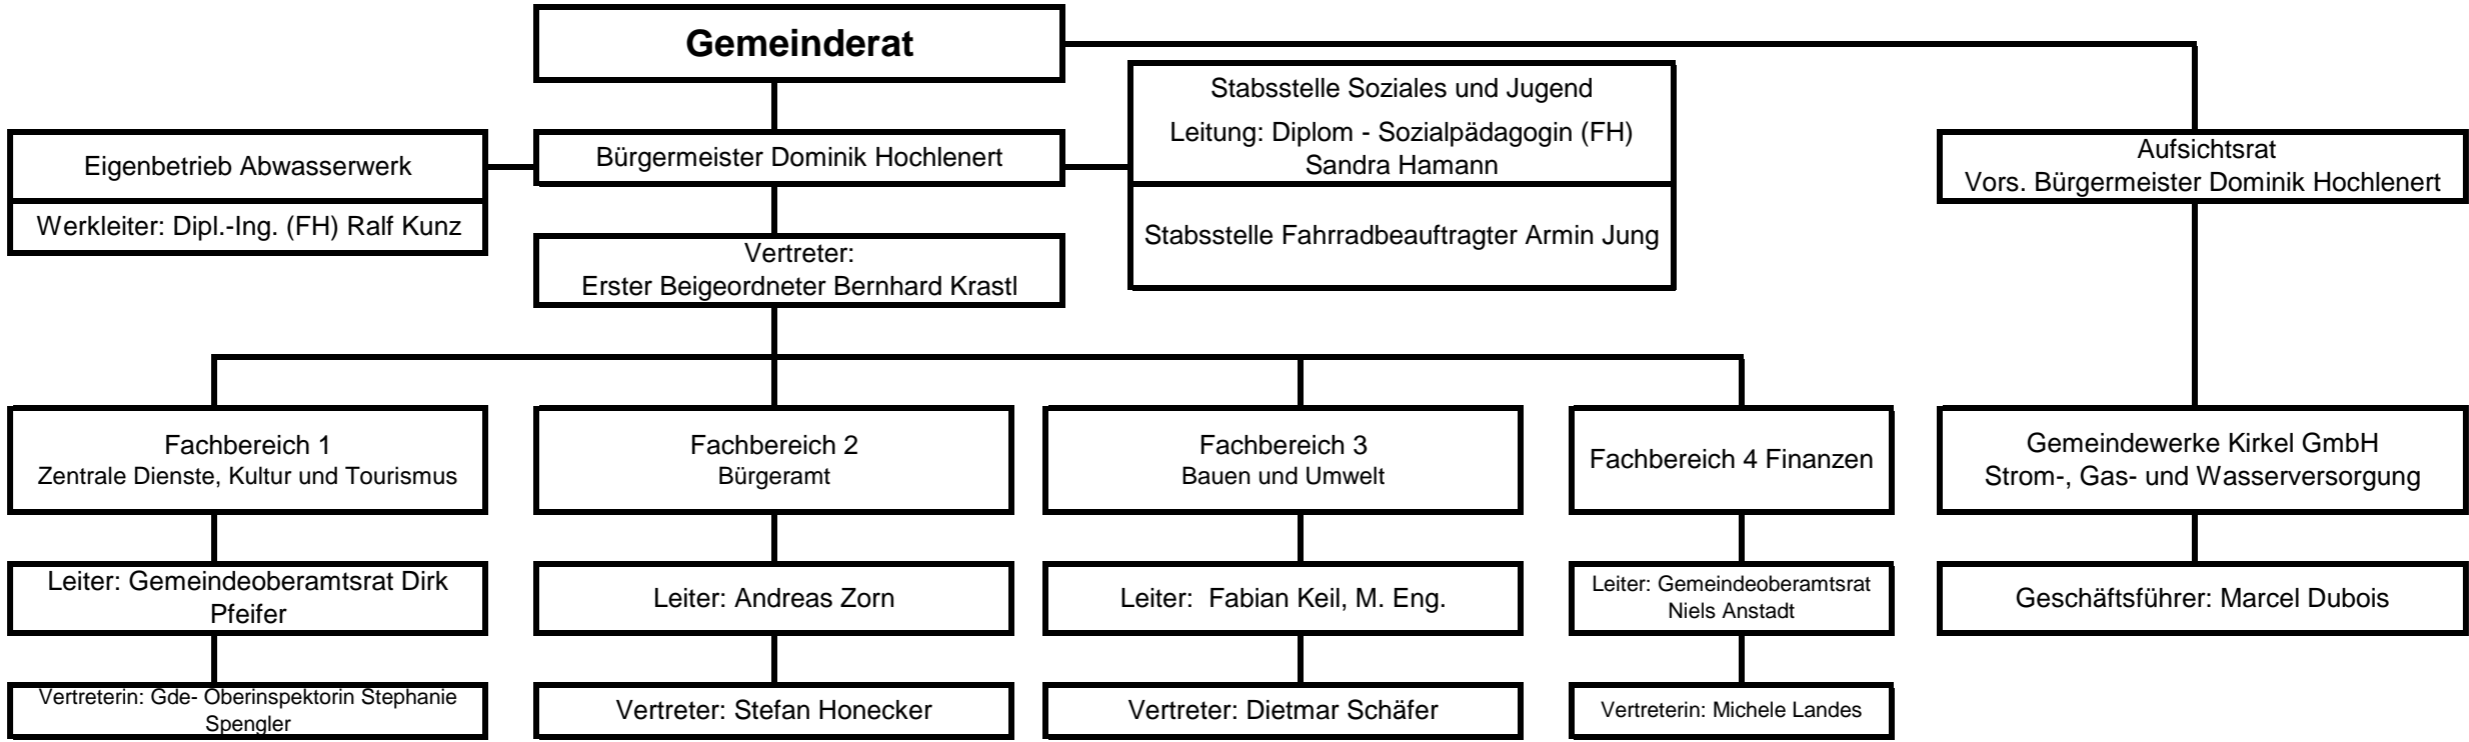 Gemeinderat
Stabsstelle Soziales und Jugend
Leitung: Diplom - Sozialpädagogin (FH)
Sandra Hamann
Stabsstelle Fahrradbeauftragter Armin Jung
Eigenbetrieb Abwasserwerk
Werkleiter: Dipl.-Ing. (FH) Ralf Kunz
Bürgermeister Dominik Hochlenert
Aufsichtsrat
Vors. Bürgermeister Dominik Hochlenert
Vertreter:
Erster Beigeordneter Bernhard Krastl
Fachbereich 1
Zentrale Dienste, Kultur und Tourismus
Fachbereich 2
Bürgeramt
Fachbereich 3
Bauen und Umwelt
Fachbereich 4 Finanzen
Gemeindewerke Kirkel GmbH
Strom-, Gas- und Wasserversorgung
Leiter: Gemeindeoberamtsrat Dirk
Pfeifer
Leiter: Andreas Zorn
Leiter:  Fabian Keil, M. Eng.
Leiter: Gemeindeoberamtsrat
Niels Anstadt
Geschäftsführer: Marcel Dubois
Vertreterin: Gde- Oberinspektorin Stephanie
Spengler
Vertreter: Stefan Honecker
Vertreter: Dietmar Schäfer
Vertreterin: Michele Landes